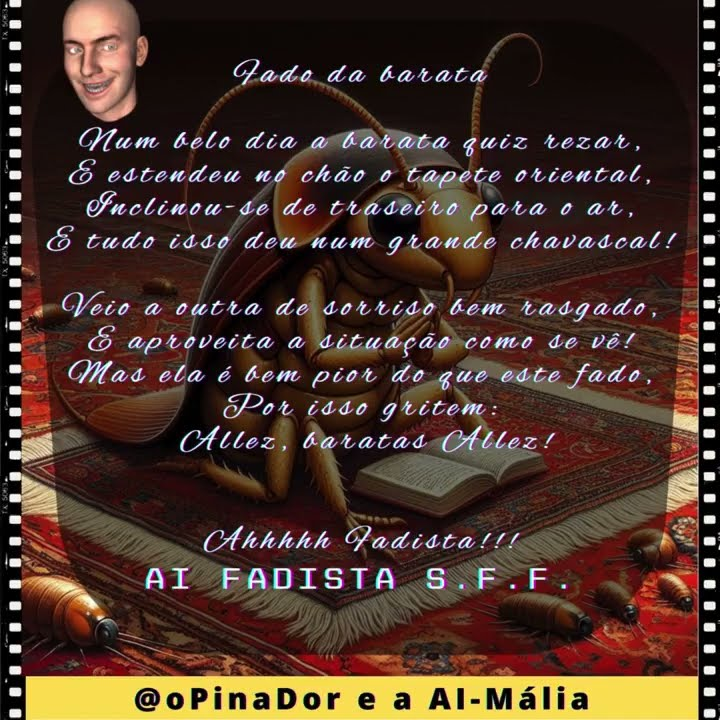 Fado da barata
Num belo dia a barata quiz rezar,
E estendeu no chão o tapete oriental,
Inclinou-se de traseiro para o ar,
E tudo isso deu num grande chavascal!
Veio a outra de sorriso bem rasgado,
E aproveita a situação como se vê!
Mas ela é bem pior do que este fado,
Por isso gritem:
Allez, baratas Allez!
Ahhhhh Fadista!!!
AI FADISTA S.F.F.
@oPinaDor e a AI-Mália